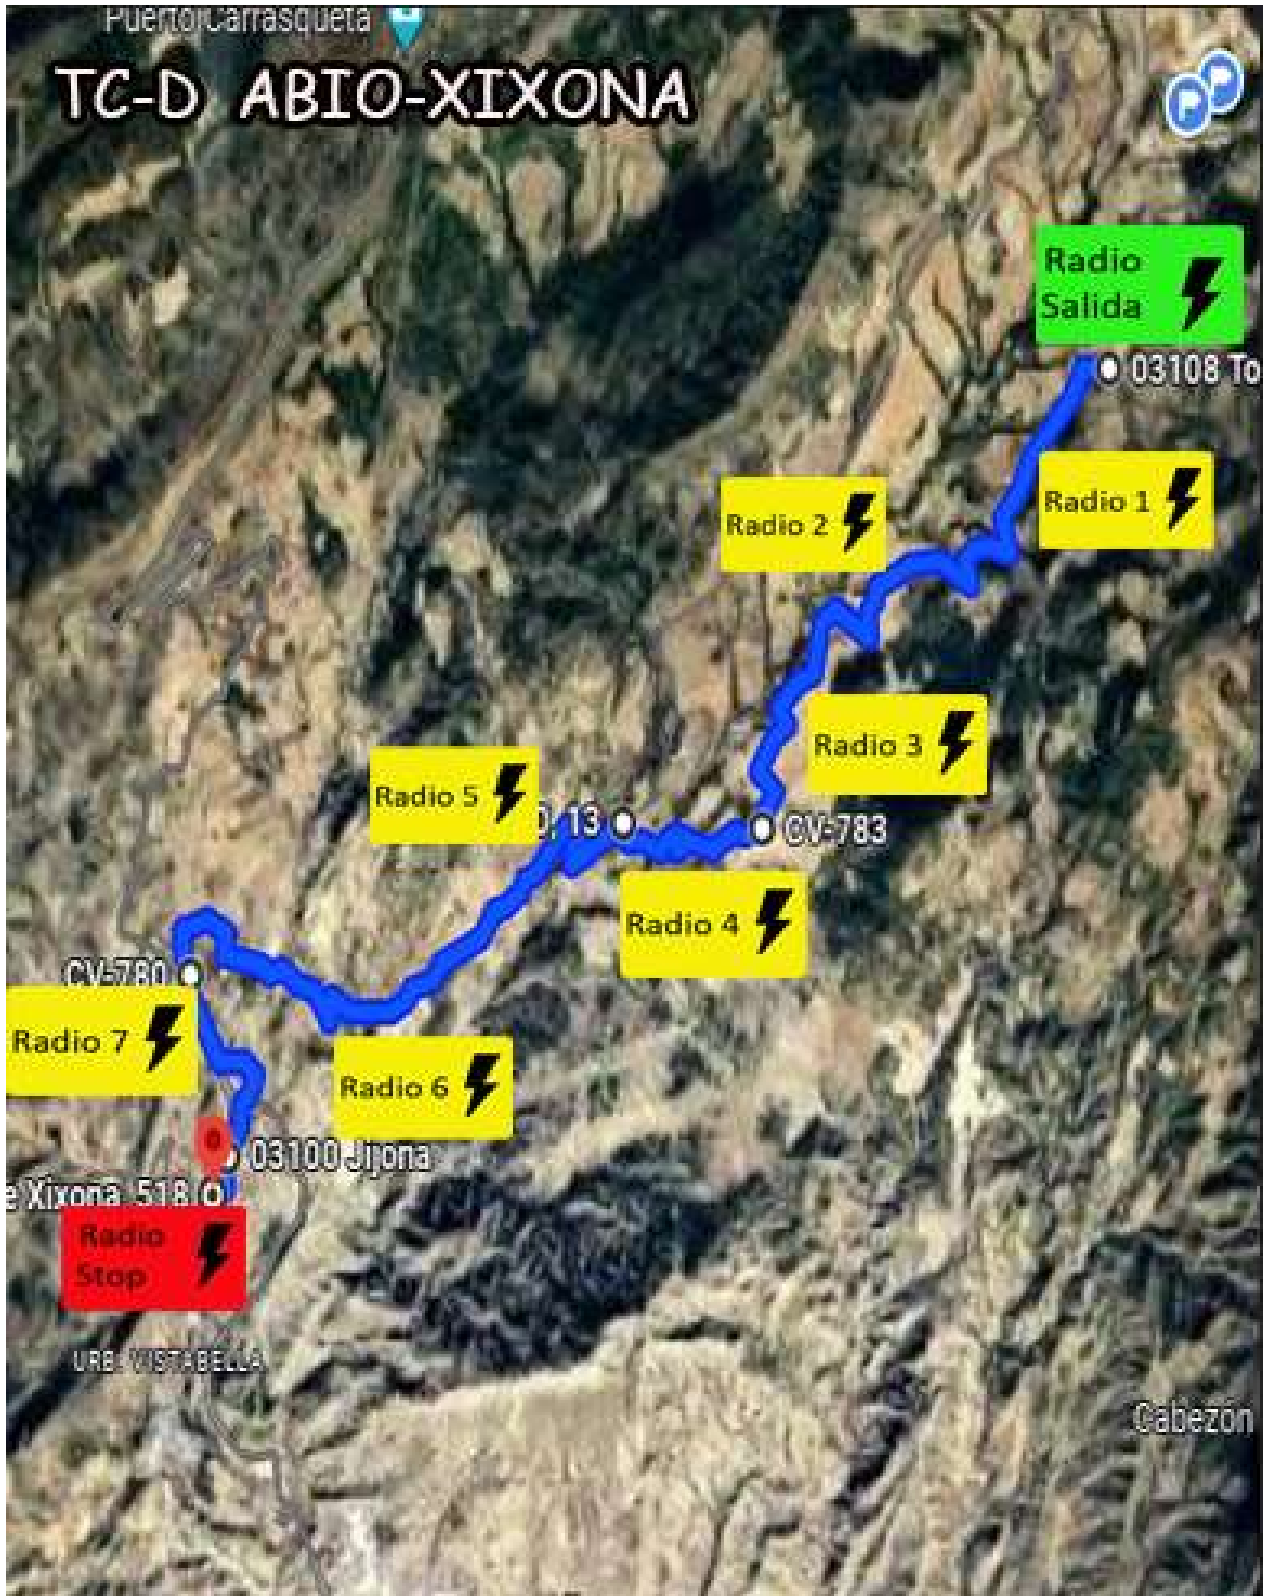 Puerto Carrasqueta
TC-D ABIO-XIXONA
P
P
Radio
Salida
03108 To
Radio 1
Radio 2
Radio 3
Radio 5
0, 13
CV-783
Radio 4
CV-780
Radio 7
Radio 6
03100 Jijona
e Xixona, 518
Radio
Stop
URB. VISTABELLA
Cabezón